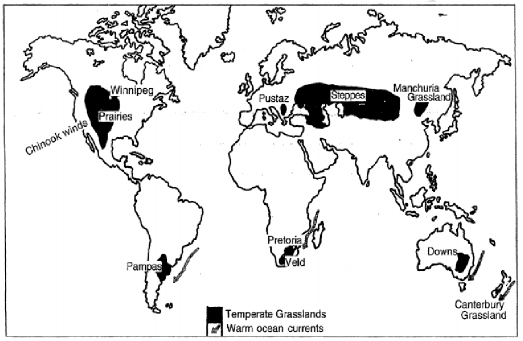 Winnipeg
Prairies
Chinook winds
Pustaz
Steppes
Manchuria
Grassland
Pretoria
Veld
Pampas
Downs
Canterbury
Grassland
Temperate Grasslands
Warm ocean currents